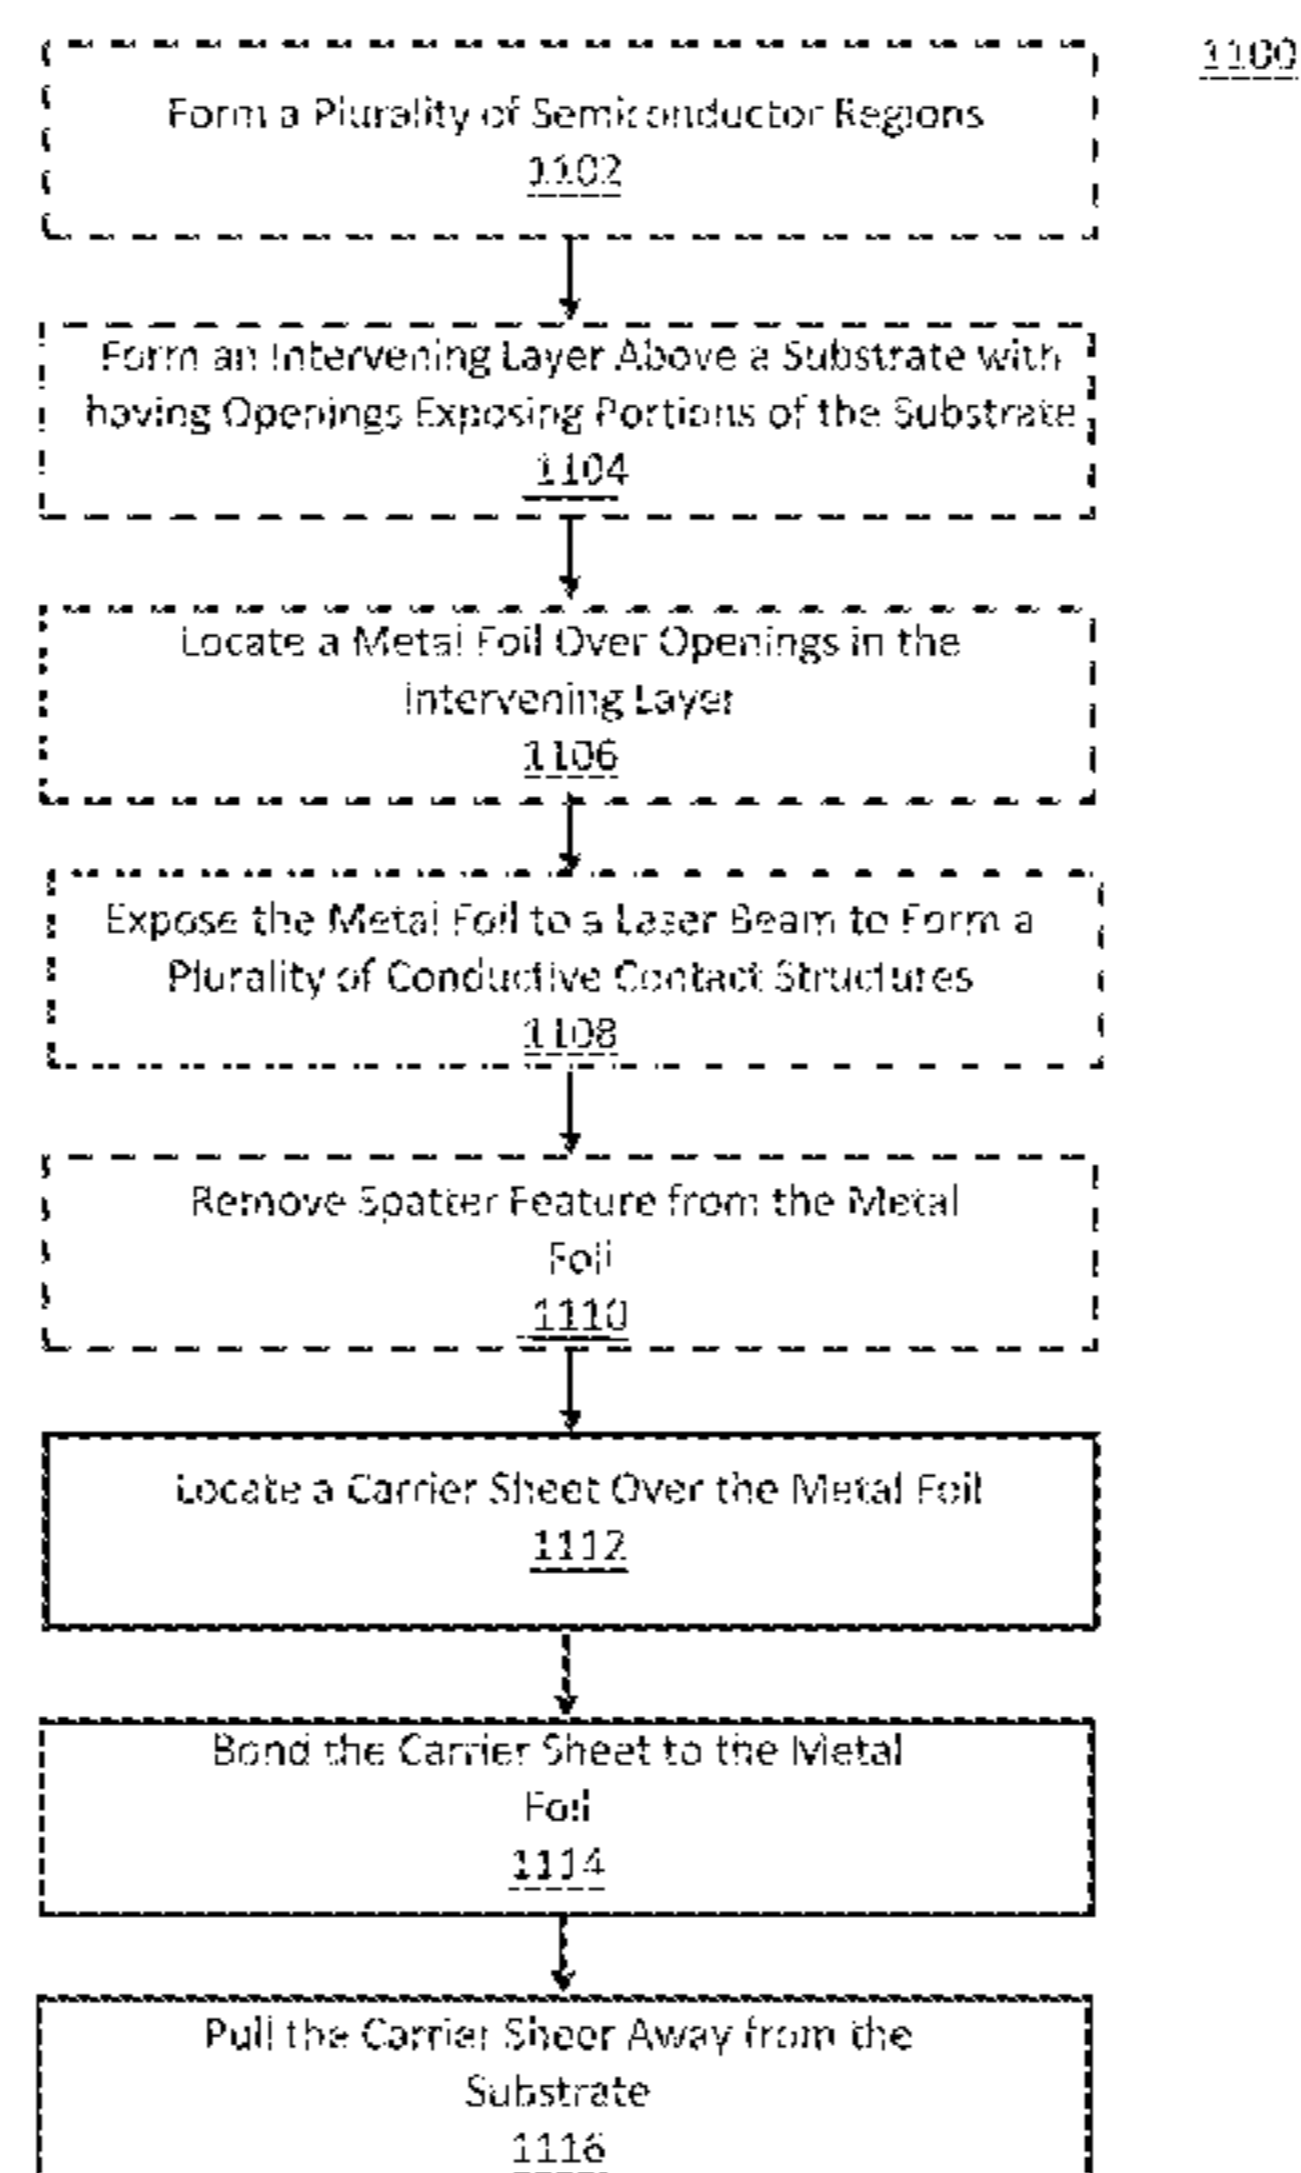 1100
Form a Plurality of Semiconductor Regions
1102
Form an Intervening Layer Above a Substrate with
having Openings Exposing Portions of the Substrate
1104
Locate a Metal Foil Over Openings in the
Intervening Layer
1106
Expose the Metal Foil to a Laser Beam to Form a
Plurality of Conductive Contact Structures
1108
Remove Spatter Feature from the Metal
Foil
1110
Locate a Carrier Sheet Over the Metal Foil
1112
Bond the Carrier Sheet to the Metal
Foil
1114
Pull the Carrier Sheer Away from the
Substrate
1116